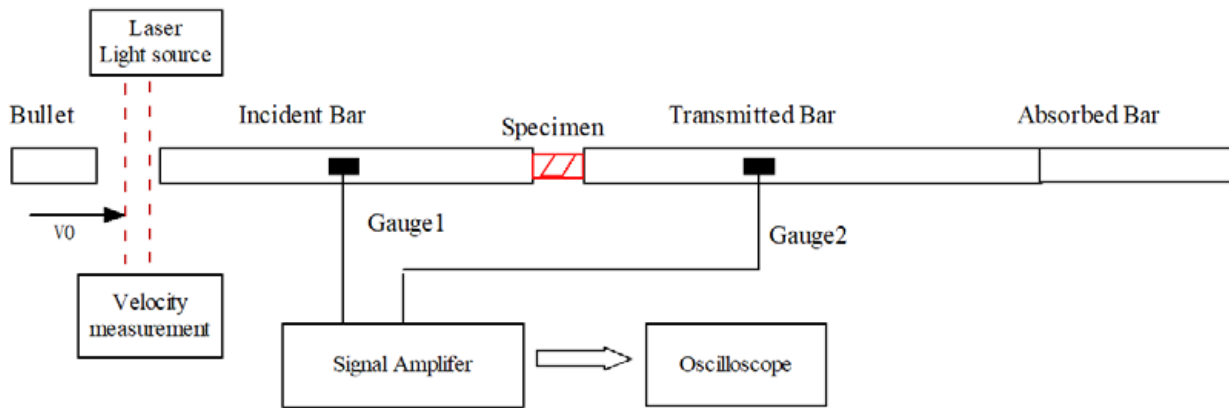 Laser
Light source
Bullet
Incident Bar
Specimen
Transmitted Bar
Absorbed Bar
V0
Gauge1
Gauge2
Velocity
measurement
Signal Amplifer
Oscilloscope